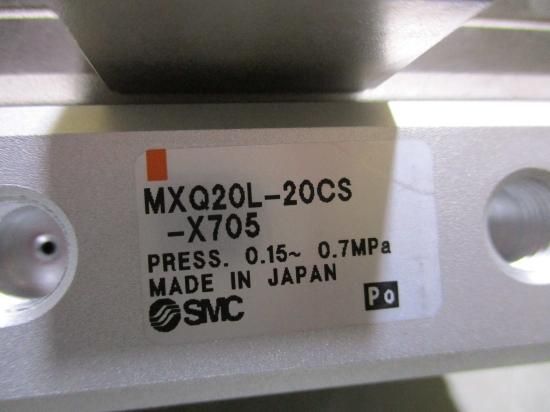 MXQ20L-20CS
-X705
PRESS. 0.15~ 0.7MPa
MADE IN JAPAN
SMC
Po